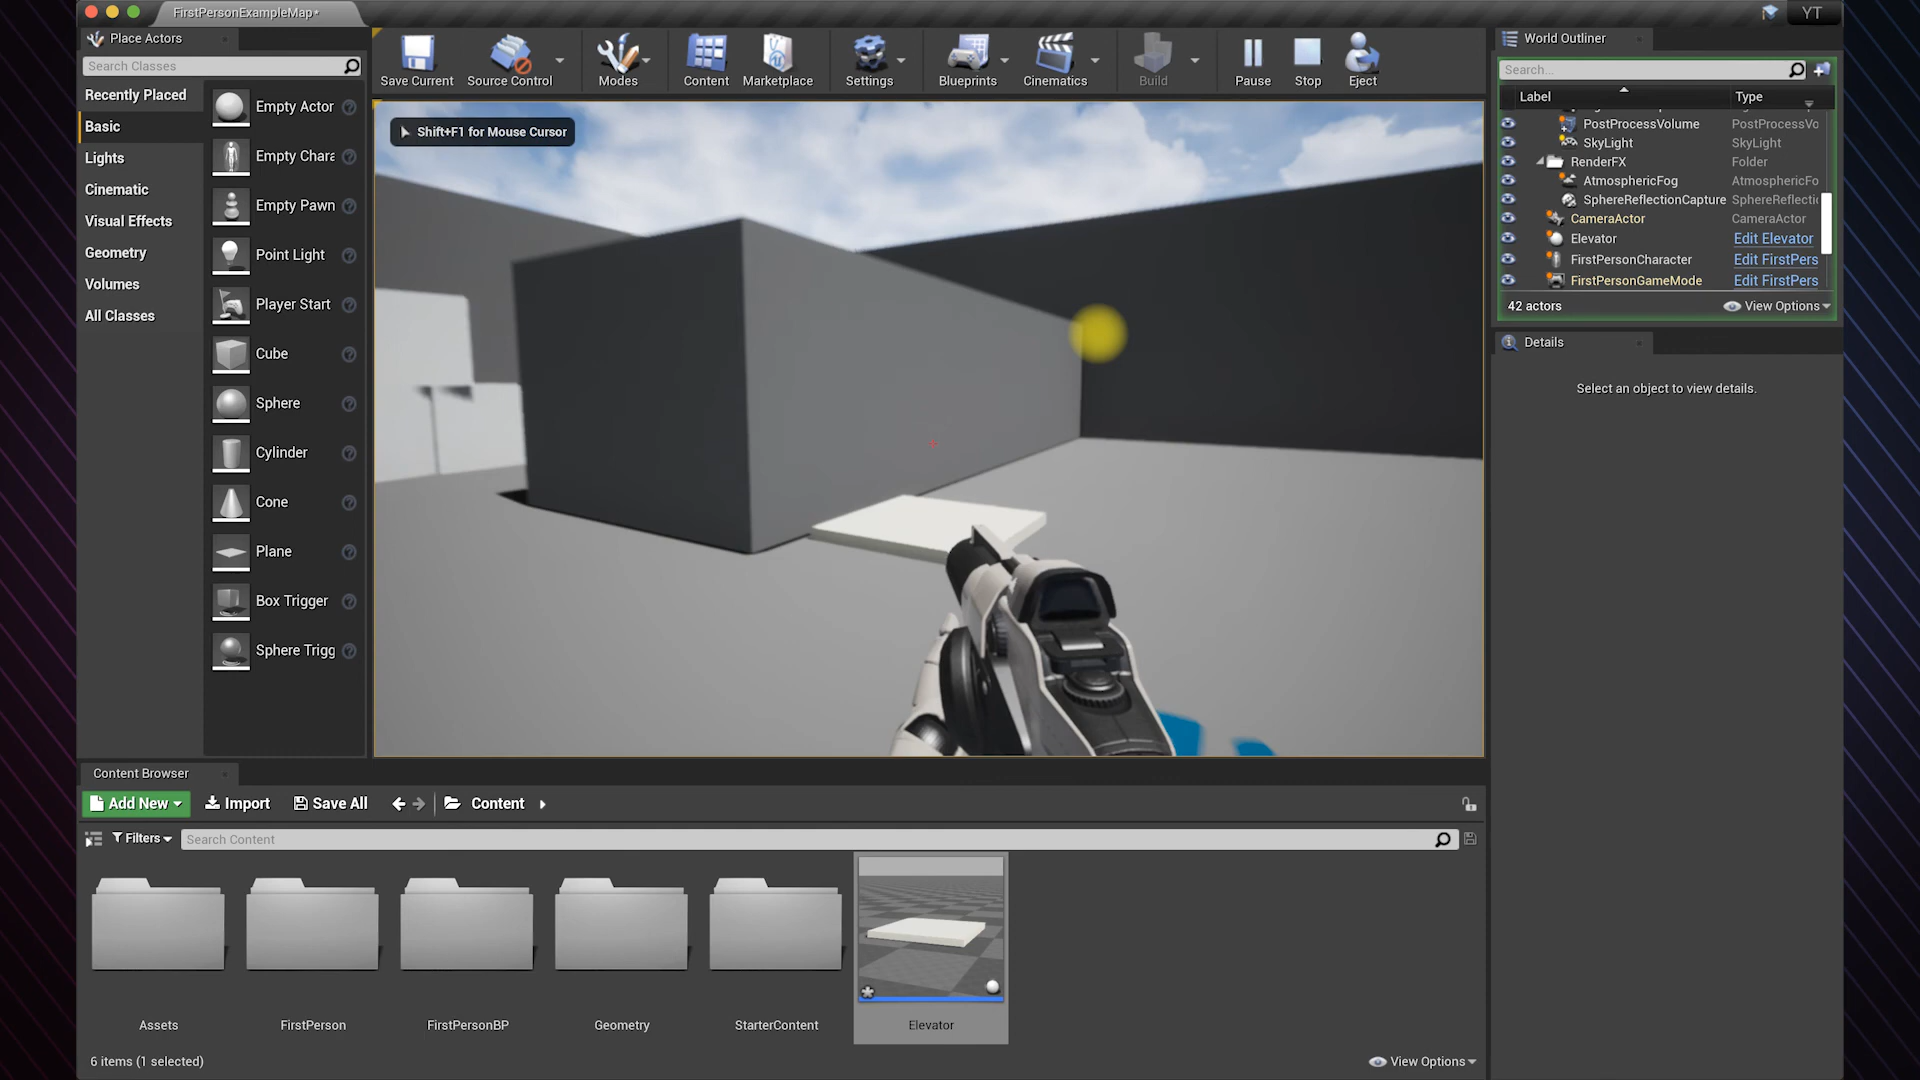 FirstPersonExampleMap*
YT
Place Actors
Search Classes
Recently Placed
Basic
Lights
Cinematic
Visual Effects
Geometry
Volumes
All Classes
Empty Actor
Empty Chara
Empty Pawn
Point Light
Player Start
Cube
Sphere
Cylinder
Cone
Plane
Box Trigger
Sphere Trigg
Save Current
Source Control
Modes
Content
Marketplace
Settings
Blueprints
Cinematics
Build
Pause
Stop
Eject
Shift+F1 for Mouse Cursor
World Outliner
Search...
Label Type
PostProcessVolume PostProcessVo
SkyLight SkyLight
RenderFX Folder
AtmosphericFog AtmosphericFo
SphereReflectionCapture SphereReflectic
CameraActor CameraActor
Elevator Edit Elevator
FirstPersonCharacter Edit FirstPers
FirstPersonGameMode Edit FirstPers
42 actors View Options
Details
Select an object to view details.
Content Browser
Add New Import Save All Content
Filters Search Content
Assets
FirstPerson
FirstPersonBP
Geometry
StarterContent
Elevator
6 items (1 selected)
View Options